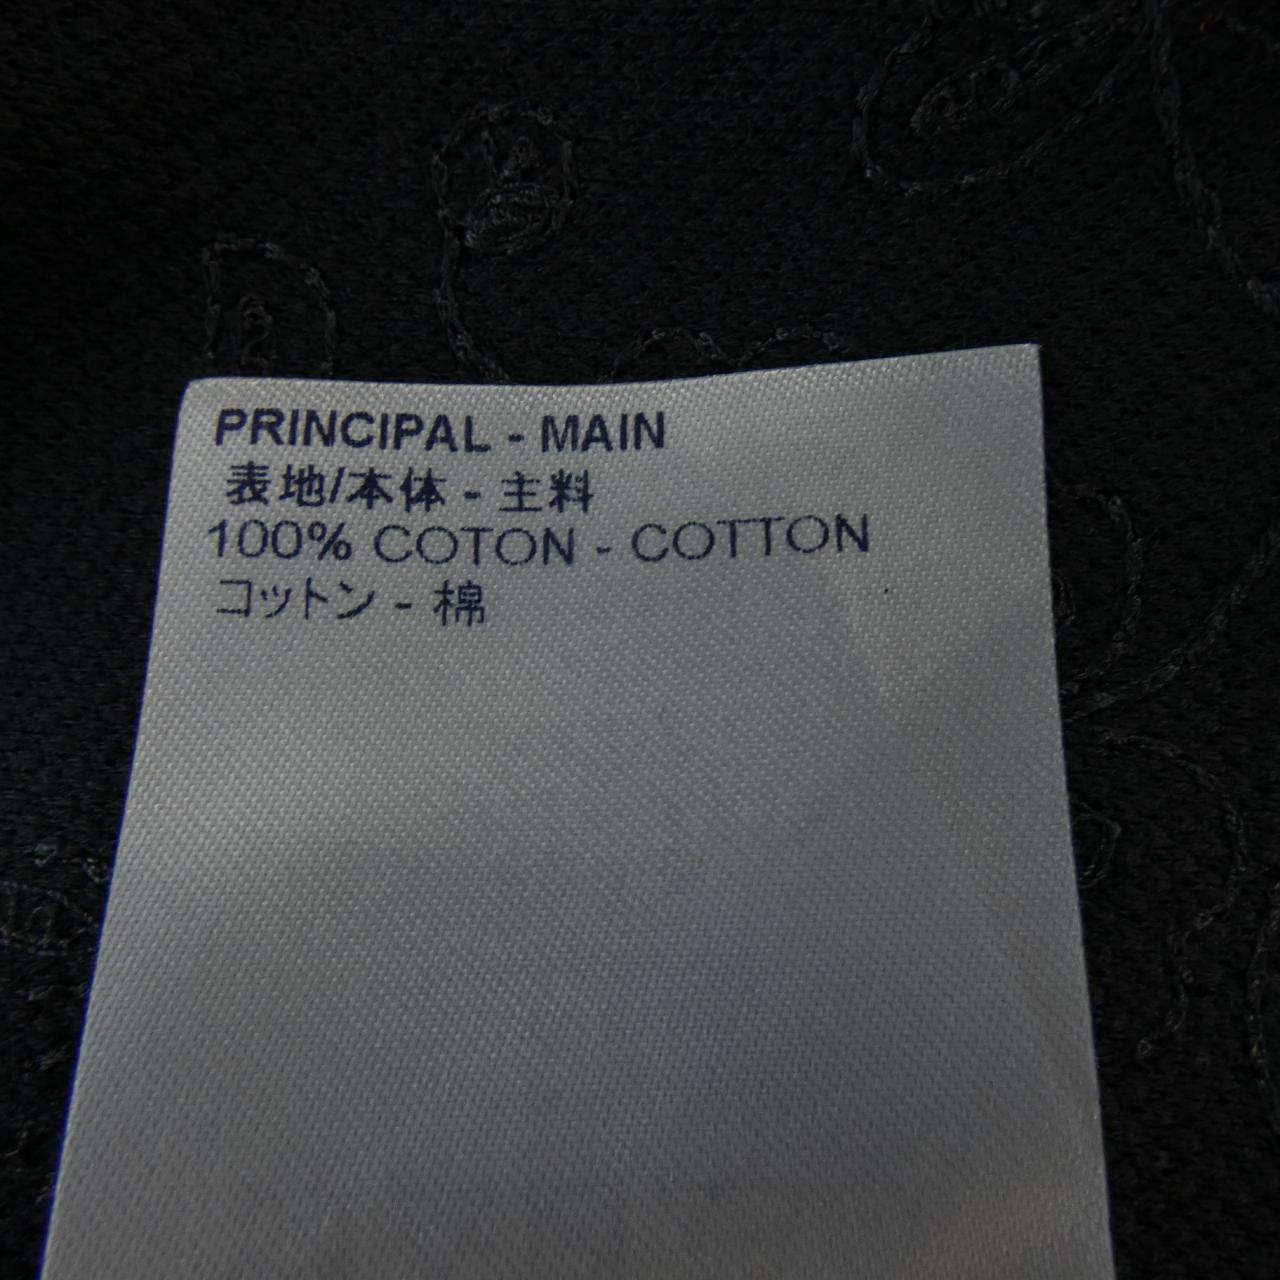 PRINCIPAL - MAIN
表地/本体 - 主料
100% COTON - COTTON
コットン - 棉